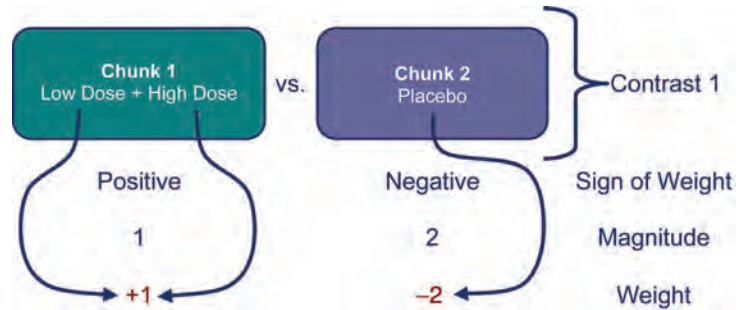 Chunk 1
Low Dose + High Dose
vs.
Chunk 2
Placebo
Contrast 1
Positive
Negative
Sign of Weight
1
2
Magnitude
+1
–2
Weight